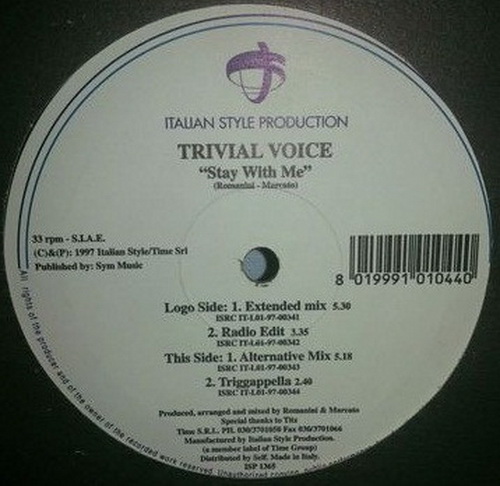 ITALIAN STYLE PRODUCTION
TRIVIAL VOICE
“Stay With Me”
(Romanini - Marcato)
33 rpm - S.I.A.E.
(C)&(P): 1997 Italian Style/Time Srl
Published by: Sym Music
8 019991 010440
Logo Side: 1. Extended mix 5.30
ISRC IT-L01-97-00341
2. Radio Edit 3.35
ISRC IT-L01-97-00342
This Side: 1. Alternative Mix 5.18
ISRC IT-L01-97-00343
2. Triggappella 2.40
ISRC IT-L01-97-00344
Produced, arranged and mixed by Romanini & Marcato
Special thanks to Titz
Time S.R.L. PH. 030/3701050 Fax 030/3701066
Manufactured by Italian Style Production.
(a member label of Time Group)
Distributed by Self. Made in Italy.
ISP 1365
All rights of the producer and of the owner of the recorded work reserved. Unauthorized copying, public